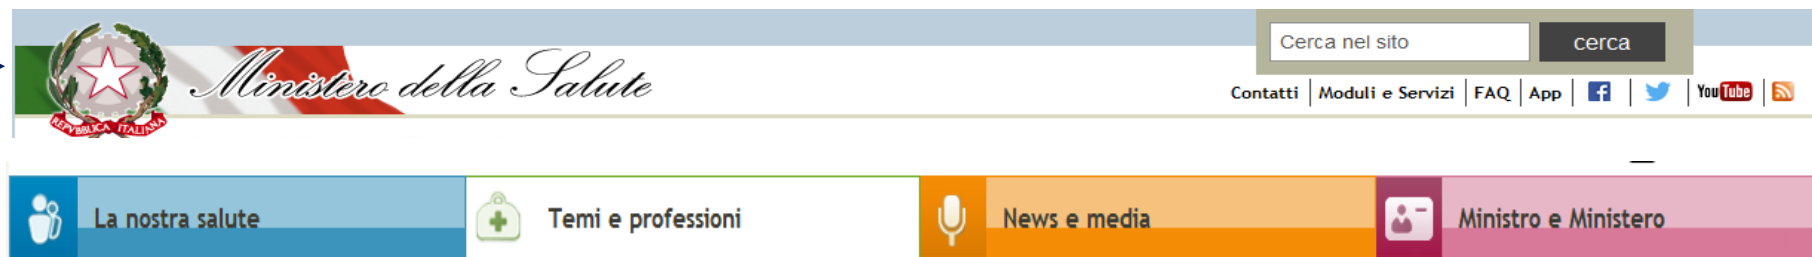 Cerca nel sito cerca
Ministero della Salute
REPVBBLICA ITALIANA
Contatti | Moduli e Servizi | FAQ | App | f | | YouTube |
La nostra salute Temi e professioni News e media Ministro e Ministero